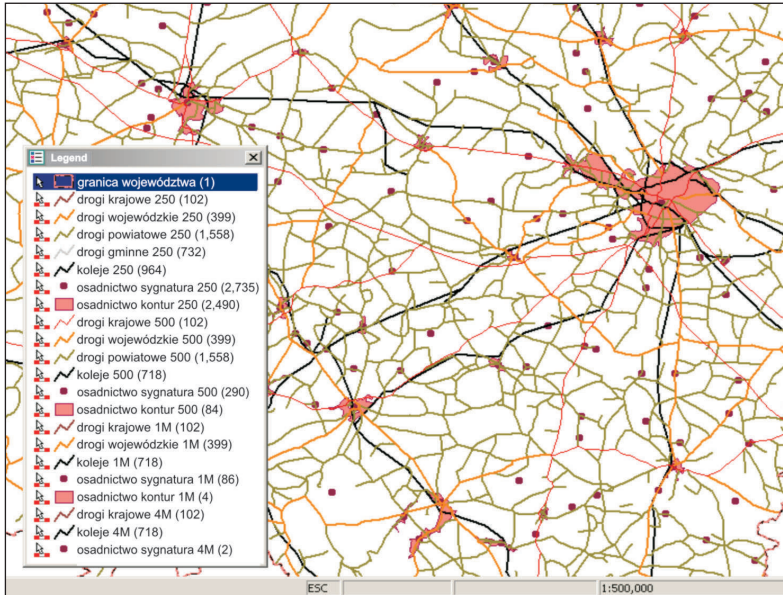 Legend
granica województwa (1)
drogi krajowe 250 (102)
drogi wojewódzkie 250 (399)
drogi powiatowe 250 (1,558)
drogi gminne 250 (732)
koleje 250 (964)
osadnictwo sygnatura 250 (2,735)
osadnictwo kontur 250 (2,490)
drogi krajowe 500 (102)
drogi wojewódzkie 500 (399)
drogi powiatowe 500 (1,558)
koleje 500 (718)
osadnictwo sygnatura 500 (290)
osadnictwo kontur 500 (84)
drogi krajowe 1M (102)
drogi wojewódzkie 1M (399)
koleje 1M (718)
osadnictwo sygnatura 1M (86)
osadnictwo kontur 1M (4)
drogi krajowe 4M (102)
koleje 4M (718)
osadnictwo sygnatura 4M (2)
ESC 1:500,000